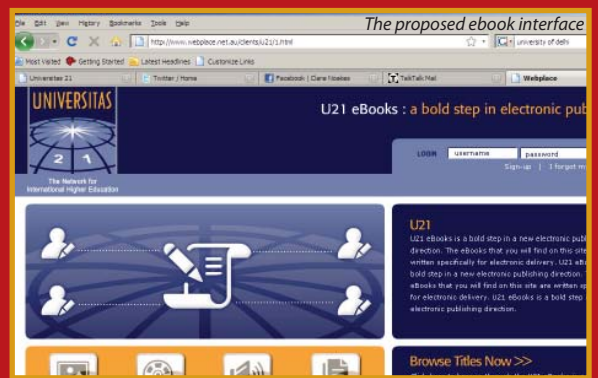 The proposed ebook interface
File Edit View History Bookmarks Tools Help
http://www.webplace.net.au/clients/u21/1.html
university of delhi
Most Visited Getting Started Latest Headlines Customize Links
Universitas 21
Twitter / Home
Facebook | Clare Noakes
TalkTalk Mail
Webplace
UNIVERSITAS
2 1
The Network for
International Higher Education
U21 eBooks : a bold step in electronic pub
LOGIN username password
Sign-up | I forgot m
U21
U21 eBooks is a bold step in a new electronic publ
direction. The eBooks that you will find on this site
written specifically for electronic delivery. U21 eB
bold step in a new electronic publishing direction.
eBooks that you will find on this site are written sp
for electronic delivery. U21 eBooks is a bold step
electronic publishing direction.
Browse Titles Now >>